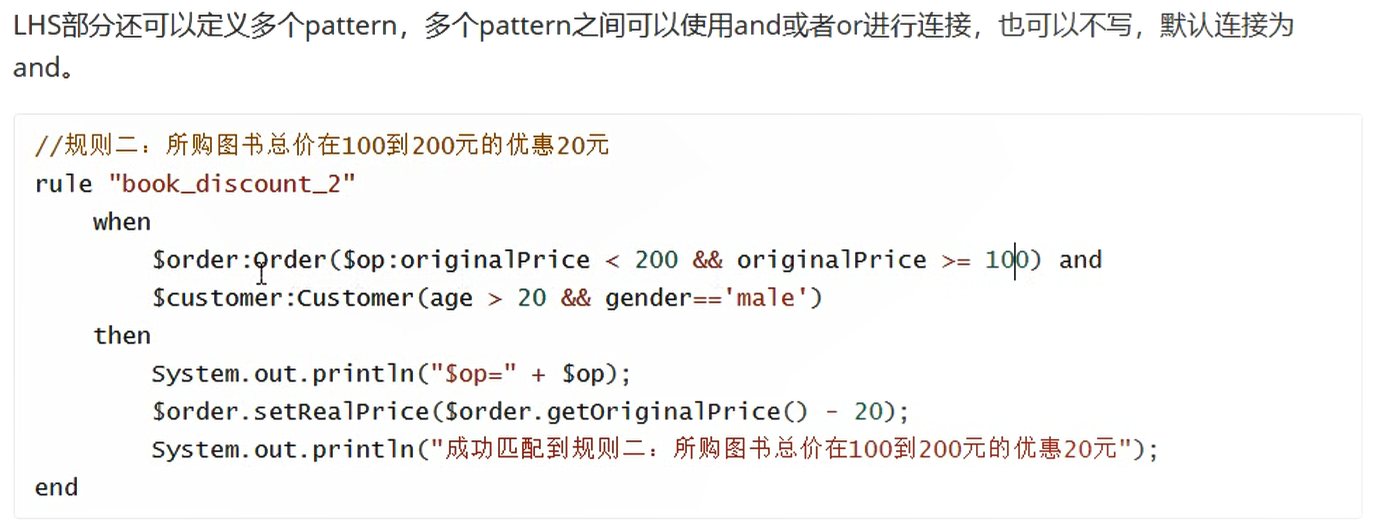 LHS部分还可以定义多个pattern，多个pattern之间可以使用and或者or进行连接，也可以不写，默认连接为
and。
//规则二：所购图书总价在100到200元的优惠20元
rule "book_discount_2"
    when
        $order:Order($op:originalPrice < 200 && originalPrice >= 100) and
        $customer:Customer(age > 20 && gender=='male')
    then
        System.out.println("$op=" + $op);
        $order.setRealPrice($order.getOriginalPrice() - 20);
        System.out.println("成功匹配到规则二：所购图书总价在100到200元的优惠20元");
end